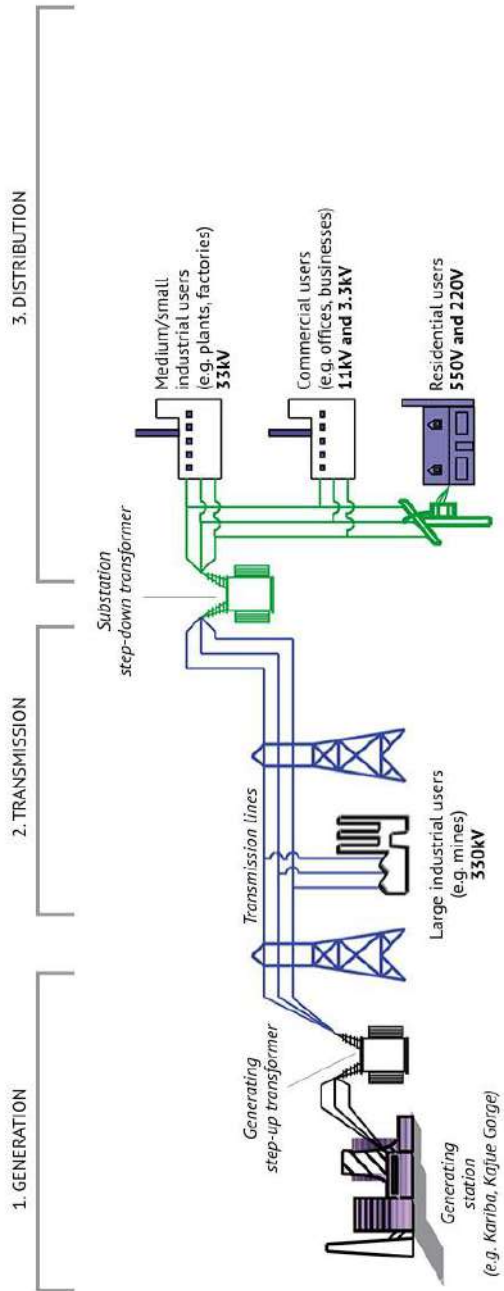 1. GENERATION
2. TRANSMISSION
3. DISTRIBUTION
Generating
station
(e.g. Kariba, Kafue Gorge)
Generating
step-up transformer
Transmission lines
Large industrial users
(e.g. mines)
330kV
Substation
step-down transformer
Medium/small
industrial users
(e.g. plants, factories)
33kV
Commercial users
(e.g. offices, businesses)
11kV and 3.3kV
Residential users
550V and 220V